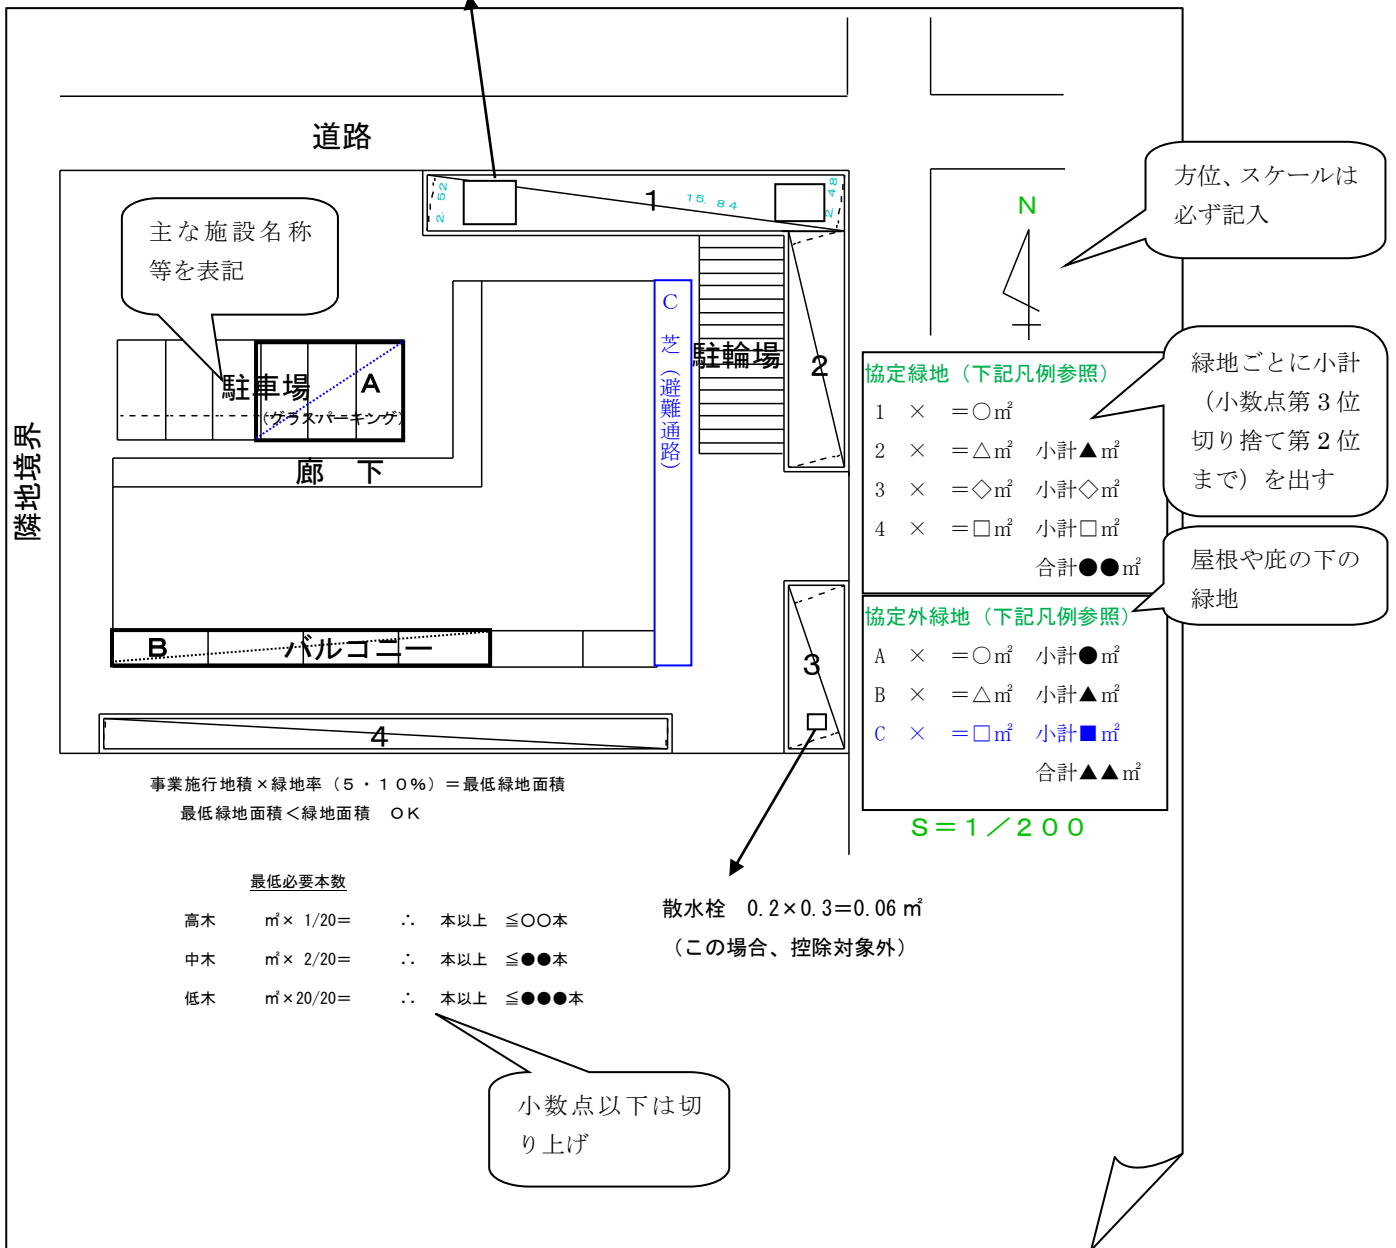 道路
方位、スケールは
必ず記入
N
主な施設名称
等を表記
1
2.52
15.84
2.48
C 芝（避難通路）
駐輪場
2
駐車場
A
（グラスパーキング）
廊 下
隣地境界
協定緑地（下記凡例参照）
1 × =○㎡
2 × =△㎡ 小計▲㎡
3 × =◇㎡ 小計◇㎡
4 × =□㎡ 小計□㎡
合計●●㎡
緑地ごとに小計
（小数点第3位
切り捨て第2位
まで）を出す
屋根や庇の下の
緑地
協定外緑地（下記凡例参照）
A × =○㎡ 小計●㎡
B × =△㎡ 小計▲㎡
C × =□㎡ 小計■㎡
合計▲▲㎡
S＝1／200
B
バルコニー
3
4
事業施行地積×緑地率（5・10%）＝最低緑地面積
最低緑地面積＜緑地面積 OK
最低必要本数
高木 ㎡× 1/20= ∴ 本以上 ≦○○本
中木 ㎡× 2/20= ∴ 本以上 ≦●●本
低木 ㎡×20/20= ∴ 本以上 ≦●●●本
散水栓 0.2×0.3=0.06㎡
（この場合、控除対象外）
小数点以下は切
り上げ